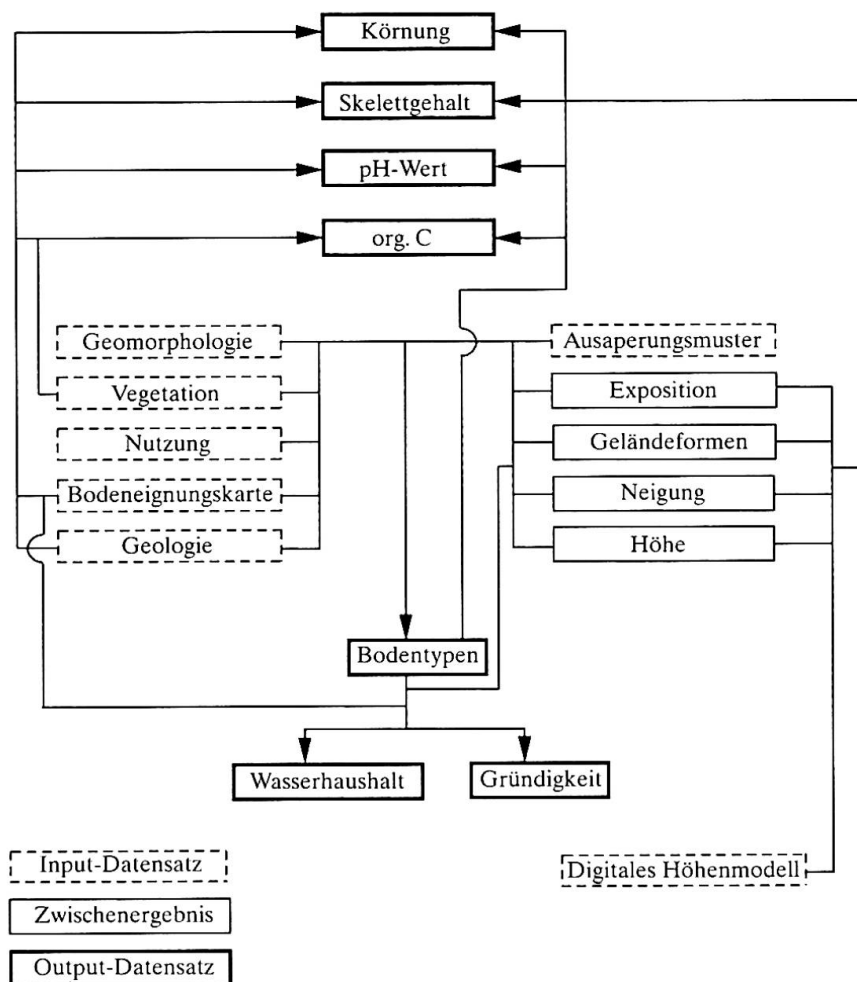 Körnung
Skelettgehalt
pH-Wert
org. C
Geomorphologie
Vegetation
Nutzung
Bodeneignungskarte
Geologie
Ausaperungsmuster
Exposition
Geländeformen
Neigung
Höhe
Bodentypen
Wasserhaushalt
Gründigkeit
Digitales Höhenmodell
Input-Datensatz
Zwischenergebnis
Output-Datensatz